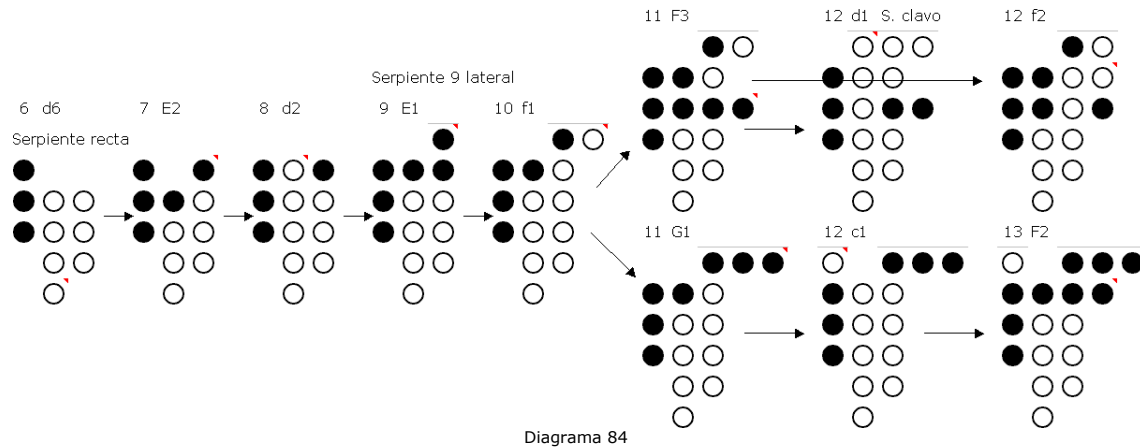 11 F3
12 d1 S. clavo
12 f2
Serpiente 9 lateral
6 d6
7 E2
8 d2
9 E1
10 f1
Serpiente recta
11 G1
12 c1
13 F2
Diagrama 84